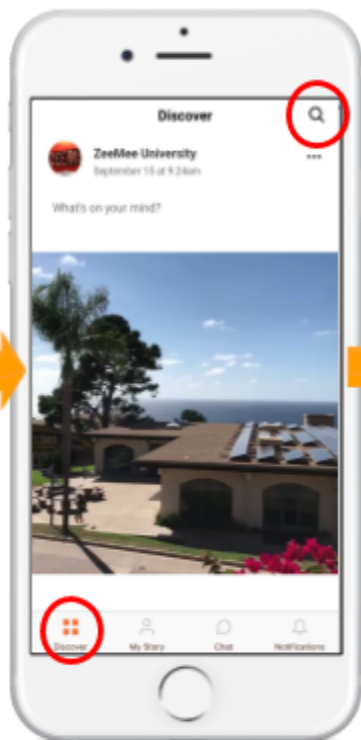 Discover
ZeeMee University
September 15 at 9:24am
What's on your mind?
Discover
My Story
Chat
Notifications